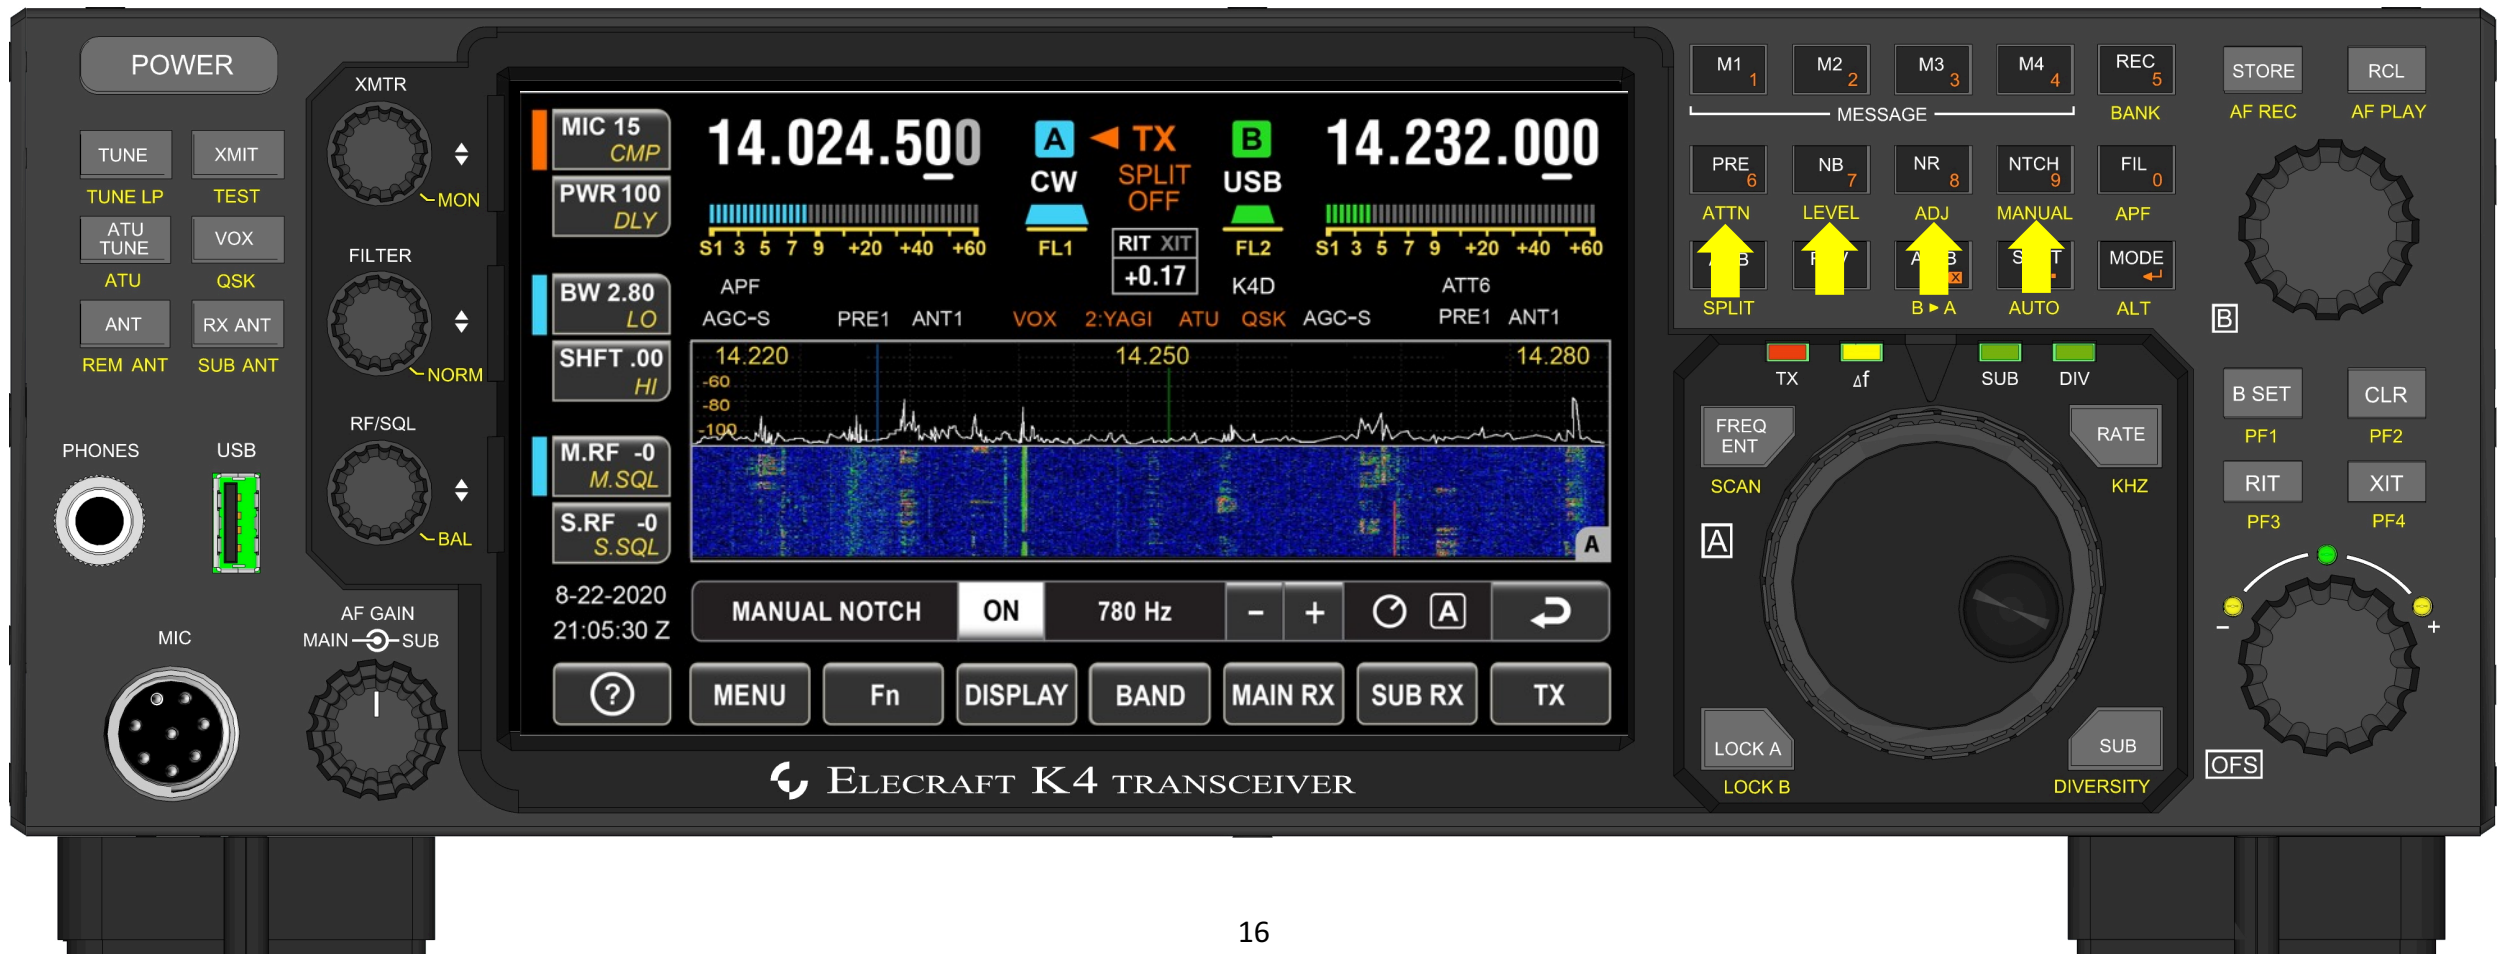 POWER
TUNE XMIT
TUNE LP TEST
ATU TUNE VOX
ATU QSK
ANT RX ANT
REM ANT SUB ANT
PHONES USB
MIC
XMTR
MON
FILTER
NORM
RF/SQL
BAL
AF GAIN
MAIN SUB
MIC 15
CMP
PWR 100
DLY
BW 2.80
LO
SHFT .00
HI
M.RF -0
M.SQL
S.RF -0
S.SQL
8-22-2020
21:05:30 Z
14.024.500 A TX B 14.232.000
CW SPLIT OFF USB
S1 3 5 7 9 +20 +40 +60 FL1 RIT XIT FL2 S1 3 5 7 9 +20 +40 +60
+0.17
APF K4D ATT6
AGC-S PRE1 ANT1 VOX 2:YAGI ATU QSK AGC-S PRE1 ANT1
14.220 14.250 14.280
-60
-80
-100
A
MANUAL NOTCH ON 780 Hz - + A
? MENU Fn DISPLAY BAND MAIN RX SUB RX TX
ELECRAFT K4 TRANSCEIVER
M1 1 M2 2 M3 3 M4 4 REC 5
MESSAGE BANK
PRE 6 NB 7 NR 8 NTCH 9 FIL 0
ATTN LEVEL ADJ MANUAL APF
MODE
SPLIT B ▸ A AUTO ALT
STORE RCL
AF REC AF PLAY
B
TX Δf SUB DIV
FREQ ENT RATE
SCAN KHZ
A
LOCK A SUB
LOCK B DIVERSITY
B SET CLR
PF1 PF2
RIT XIT
PF3 PF4
- +
OFS
16